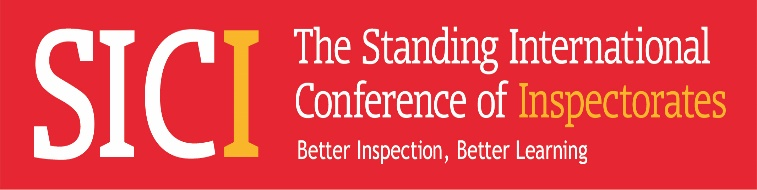 SICI
The Standing International
Conference of Inspectorates
Better Inspection, Better Learning